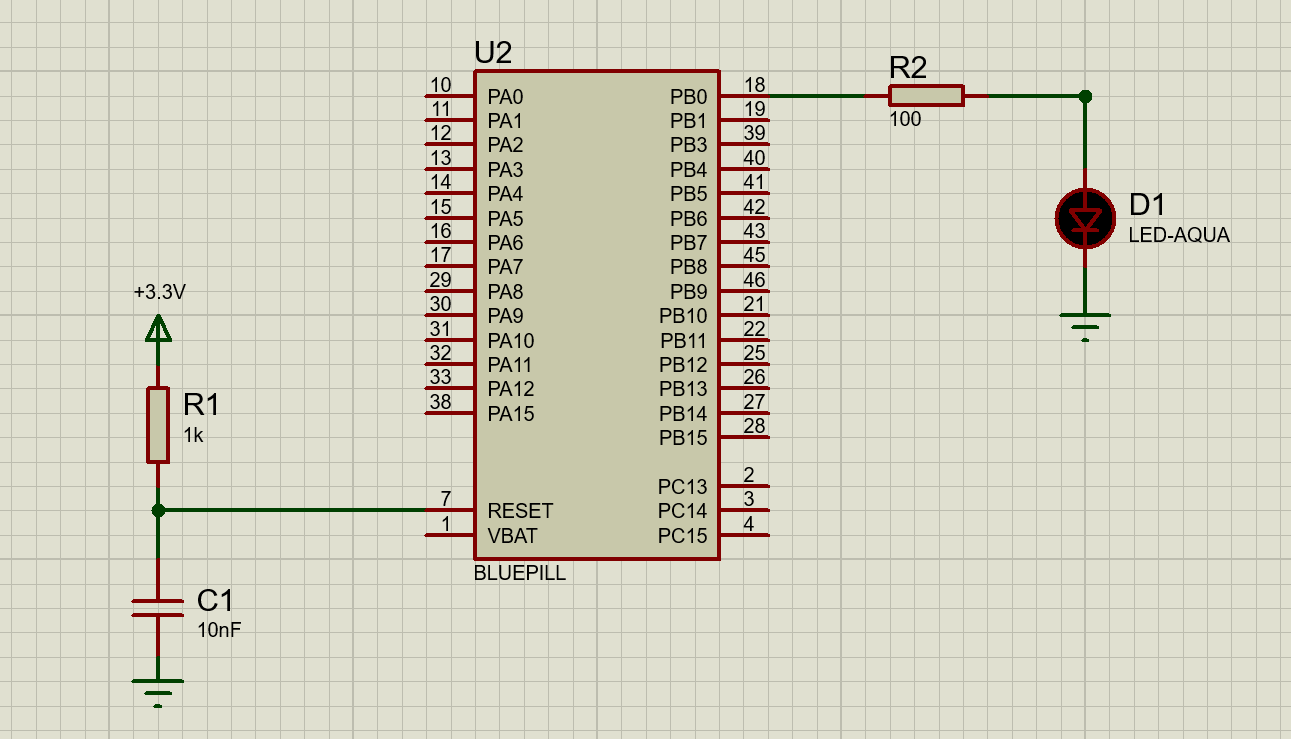 U2
10 PA0 PB0 18
11 PA1 PB1 19
12 PA2 PB3 39
13 PA3 PB4 40
14 PA4 PB5 41
15 PA5 PB6 42
16 PA6 PB7 43
17 PA7 PB8 45
29 PA8 PB9 46
30 PA9 PB10 21
31 PA10 PB11 22
32 PA11 PB12 25
33 PA12 PB13 26
38 PA15 PB14 27
PB15 28
PC13 2
7 RESET PC14 3
1 VBAT PC15 4
BLUEPILL
R2
100
D1
LED-AQUA
+3.3V
R1
1k
C1
10nF